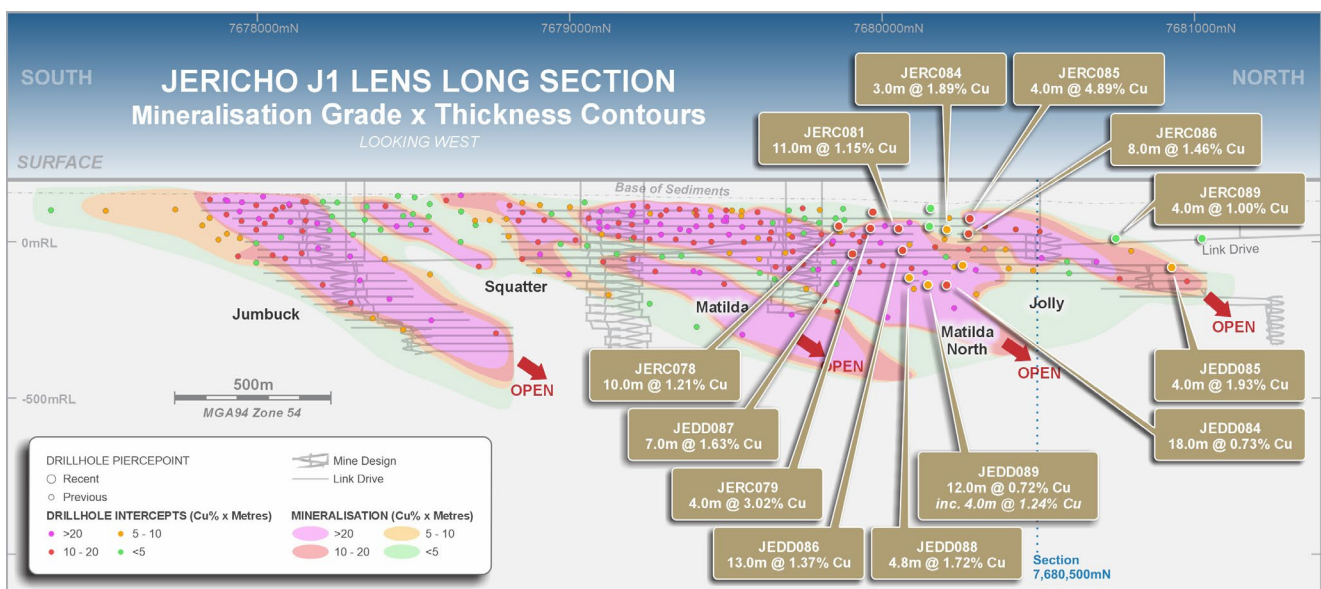 7678000mN
7679000mN
7680000mN
7681000mN
SOUTH
JERICHO J1 LENS LONG SECTION
Mineralisation Grade x Thickness Contours
LOOKING WEST
NORTH
SURFACE
JERC084
3.0m @ 1.89% Cu
JERC085
4.0m @ 4.89% Cu
JERC081
11.0m @ 1.15% Cu
JERC086
8.0m @ 1.46% Cu
JERC089
4.0m @ 1.00% Cu
Base of Sediments
0mRL
Link Drive
Squatter
Jumbuck
Matilda
Matilda
North
Jolly
OPEN
OPEN
OPEN
OPEN
JERC078
10.0m @ 1.21% Cu
JEDD085
4.0m @ 1.93% Cu
500m
MGA94 Zone 54
-500mRL
JEDD087
7.0m @ 1.63% Cu
JEDD084
18.0m @ 0.73% Cu
JERC079
4.0m @ 3.02% Cu
JEDD089
12.0m @ 0.72% Cu
inc. 4.0m @ 1.24% Cu
JEDD086
13.0m @ 1.37% Cu
JEDD088
4.8m @ 1.72% Cu
Section
7,680,500mN
DRILLHOLE PIERCEPOINT
Recent
Previous
Mine Design
Link Drive
DRILLHOLE INTERCEPTS (Cu% x Metres)
>20
5 - 10
10 - 20
<5
MINERALISATION (Cu% x Metres)
>20
5 - 10
10 - 20
<5